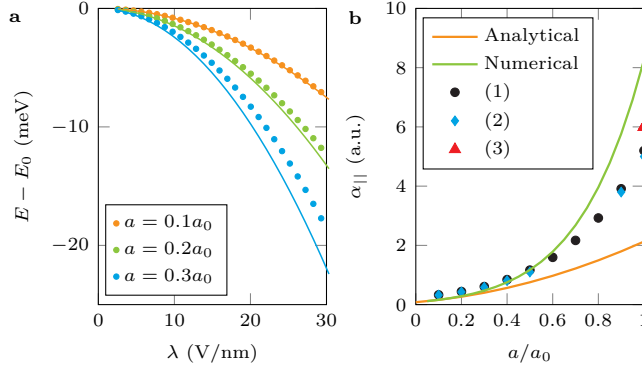 a
0
−10
−20
E − E₀ (meV)
a = 0.1a₀
a = 0.2a₀
a = 0.3a₀
0
10
20
30
λ (V/nm)
b
10
8
6
4
2
0
α|| (a.u.)
Analytical
Numerical
(1)
(2)
(3)
0
0.2
0.4
0.6
0.8
1
a/a₀